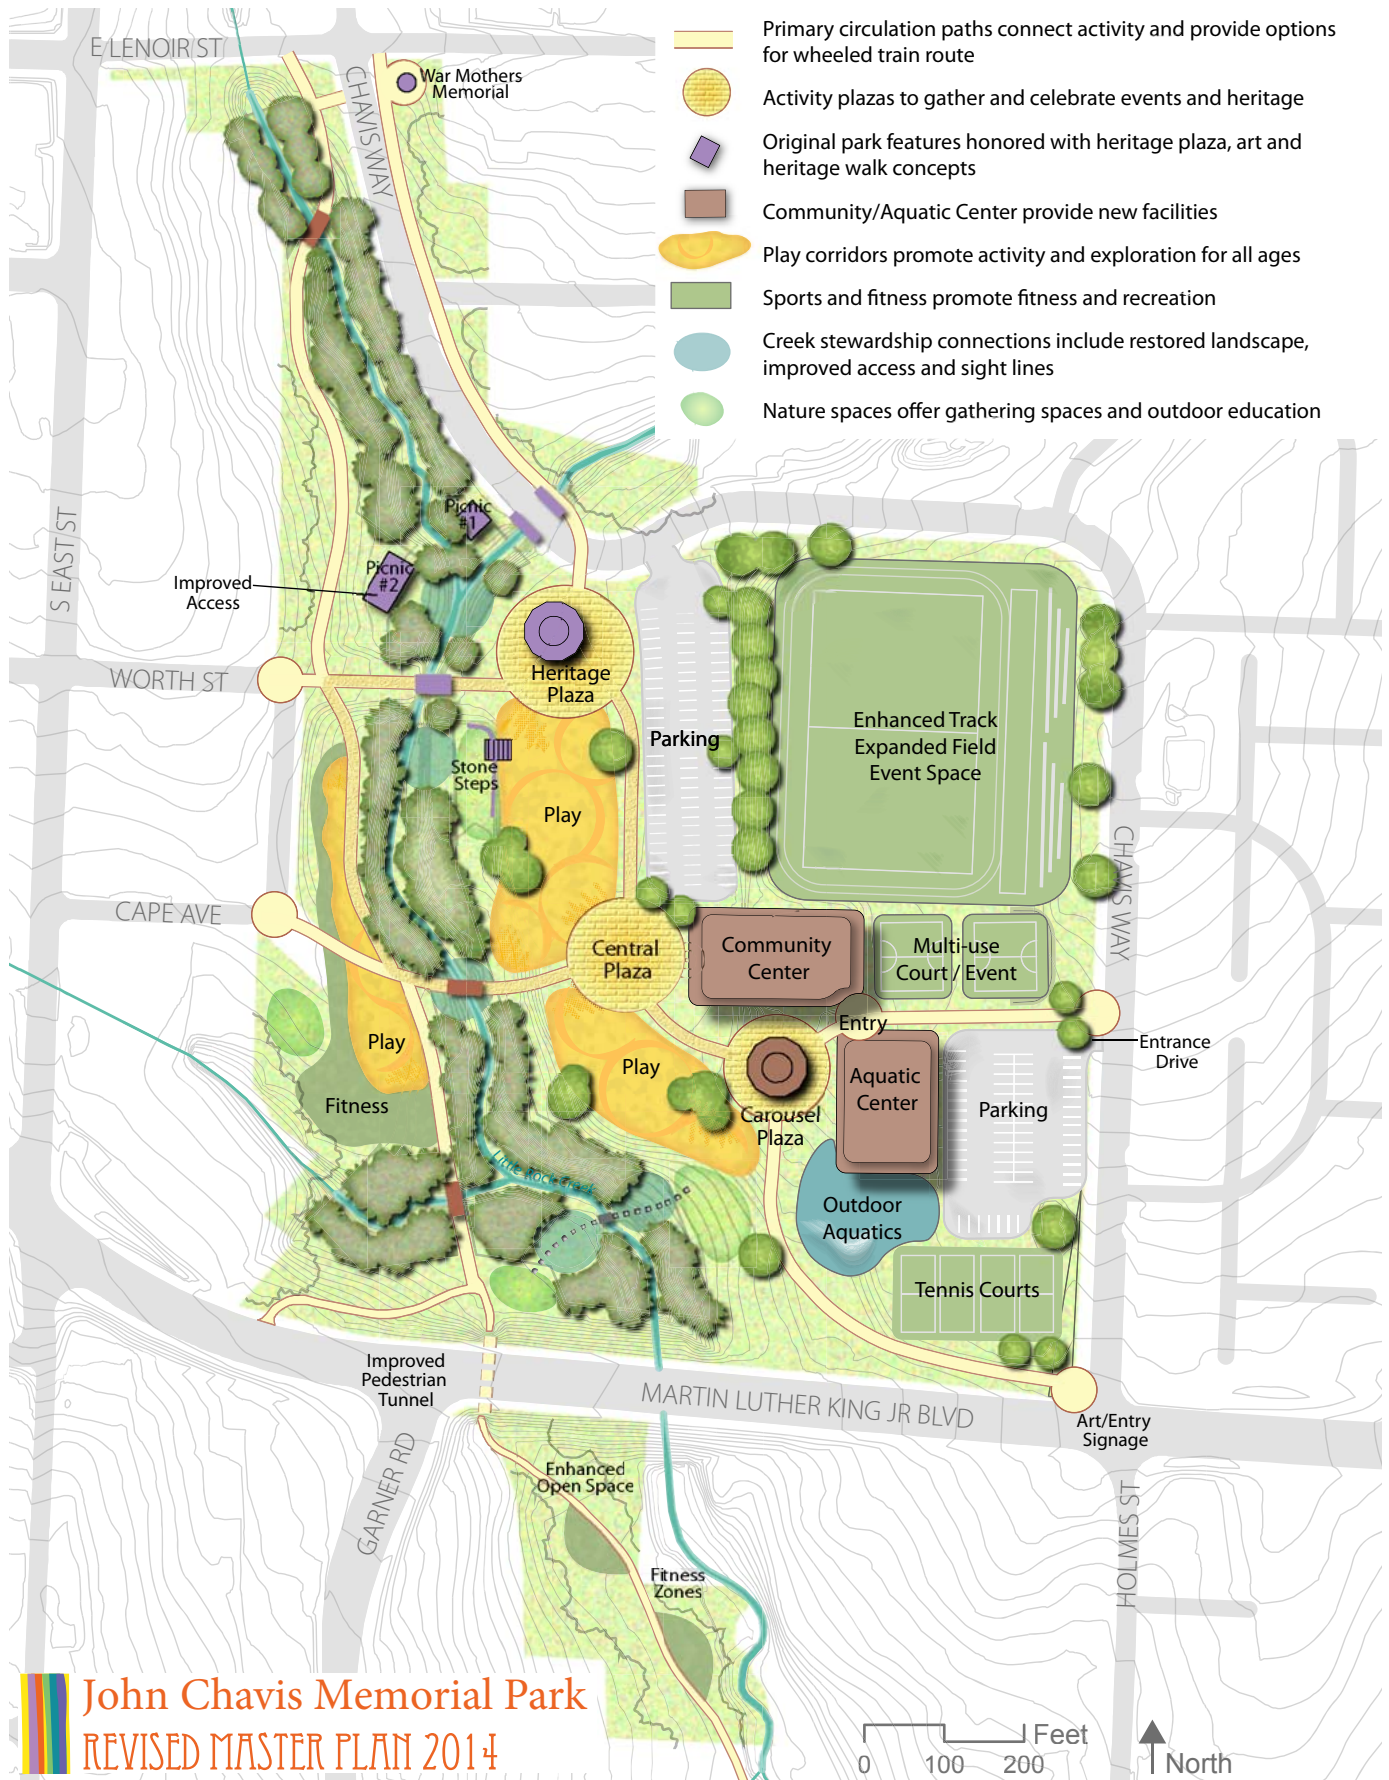 Primary circulation paths connect activity and provide options
for wheeled train route
Activity plazas to gather and celebrate events and heritage
Original park features honored with heritage plaza, art and
heritage walk concepts
Community/Aquatic Center provide new facilities
Play corridors promote activity and exploration for all ages
Sports and fitness promote fitness and recreation
Creek stewardship connections include restored landscape,
improved access and sight lines
Nature spaces offer gathering spaces and outdoor education
E LENOIR ST
CHAVIS WAY
War Mothers
Memorial
S EAST ST
Picnic
#1
Picnic
#2
Improved
Access
WORTH ST
Heritage
Plaza
Parking
Enhanced Track
Expanded Field
Event Space
Stone
Steps
Play
CHAVIS WAY
CAPE AVE
Central
Plaza
Community
Center
Multi-use
Court / Event
Entry
Entrance
Drive
Play
Play
Aquatic
Center
Parking
Fitness
Carousel
Plaza
Little Rock Creek
Outdoor
Aquatics
Tennis Courts
Improved
Pedestrian
Tunnel
MARTIN LUTHER KING JR BLVD
Art/Entry
Signage
GARNER RD
Enhanced
Open Space
HOLMES ST
Fitness
Zones
John Chavis Memorial Park
REVISED MASTER PLAN 2014
Feet
0 100 200
North